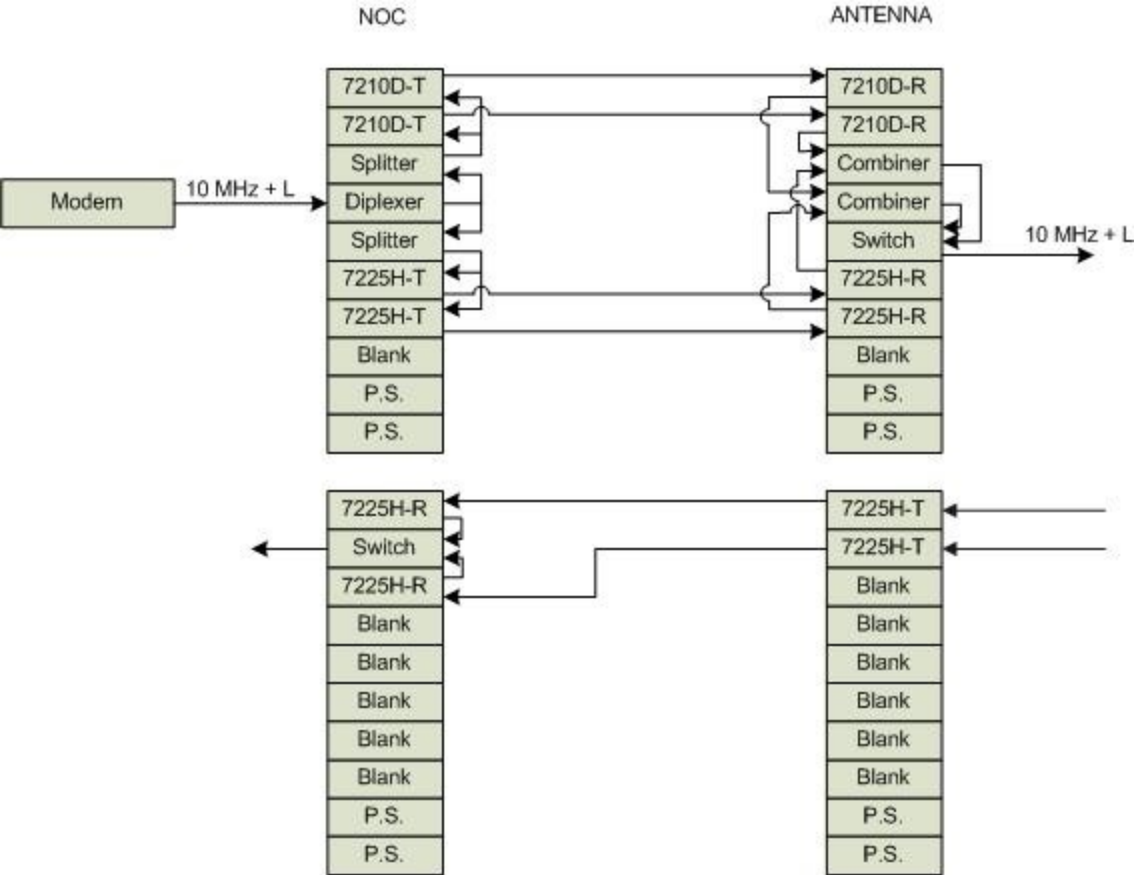 NOC
ANTENNA
7210D-T
7210D-T
Splitter
Diplexer
Splitter
7225H-T
7225H-T
Blank
P.S.
P.S.
Modem
10 MHz + L
7210D-R
7210D-R
Combiner
Combiner
Switch
7225H-R
7225H-R
Blank
P.S.
P.S.
10 MHz + L
7225H-R
Switch
7225H-R
Blank
Blank
Blank
Blank
Blank
P.S.
P.S.
7225H-T
7225H-T
Blank
Blank
Blank
Blank
Blank
Blank
P.S.
P.S.